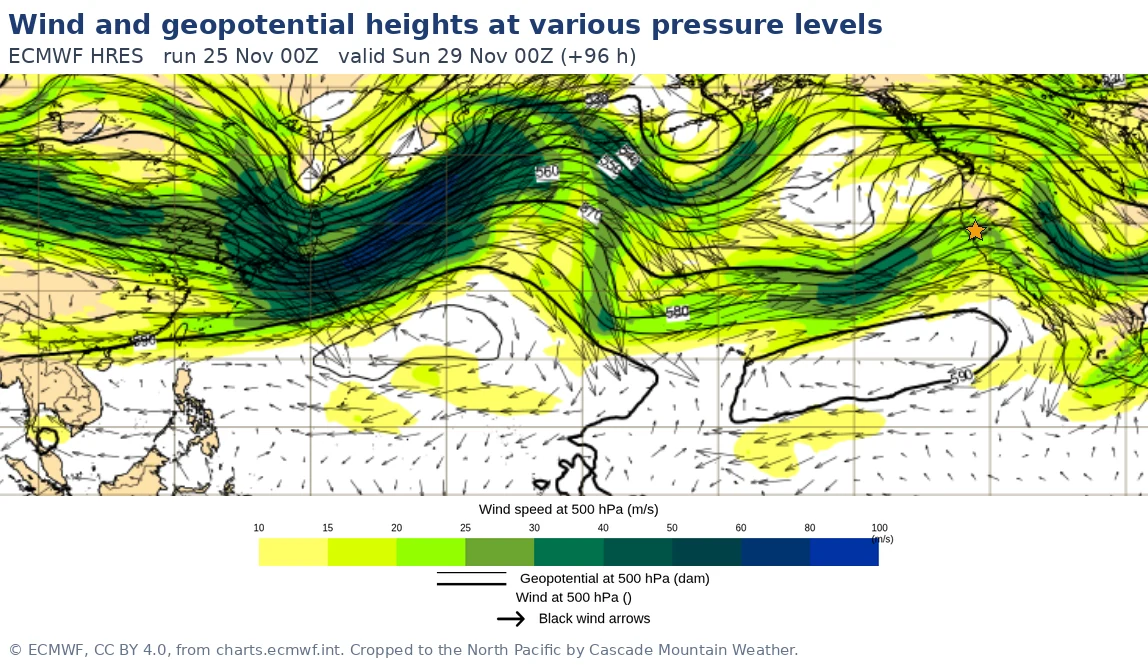 Wind and geopotential heights at various pressure levels
ECMWF HRES run 25 Nov 00Z valid Sun 29 Nov 00Z (+96 h)
560
570
580
590
590
Wind speed at 500 hPa (m/s)
10 15 20 25 30 40 50 60 80 100
(m/s)
Geopotential at 500 hPa (dam)
Wind at 500 hPa ()
Black wind arrows
© ECMWF, CC BY 4.0, from charts.ecmwf.int. Cropped to the North Pacific by Cascade Mountain Weather.